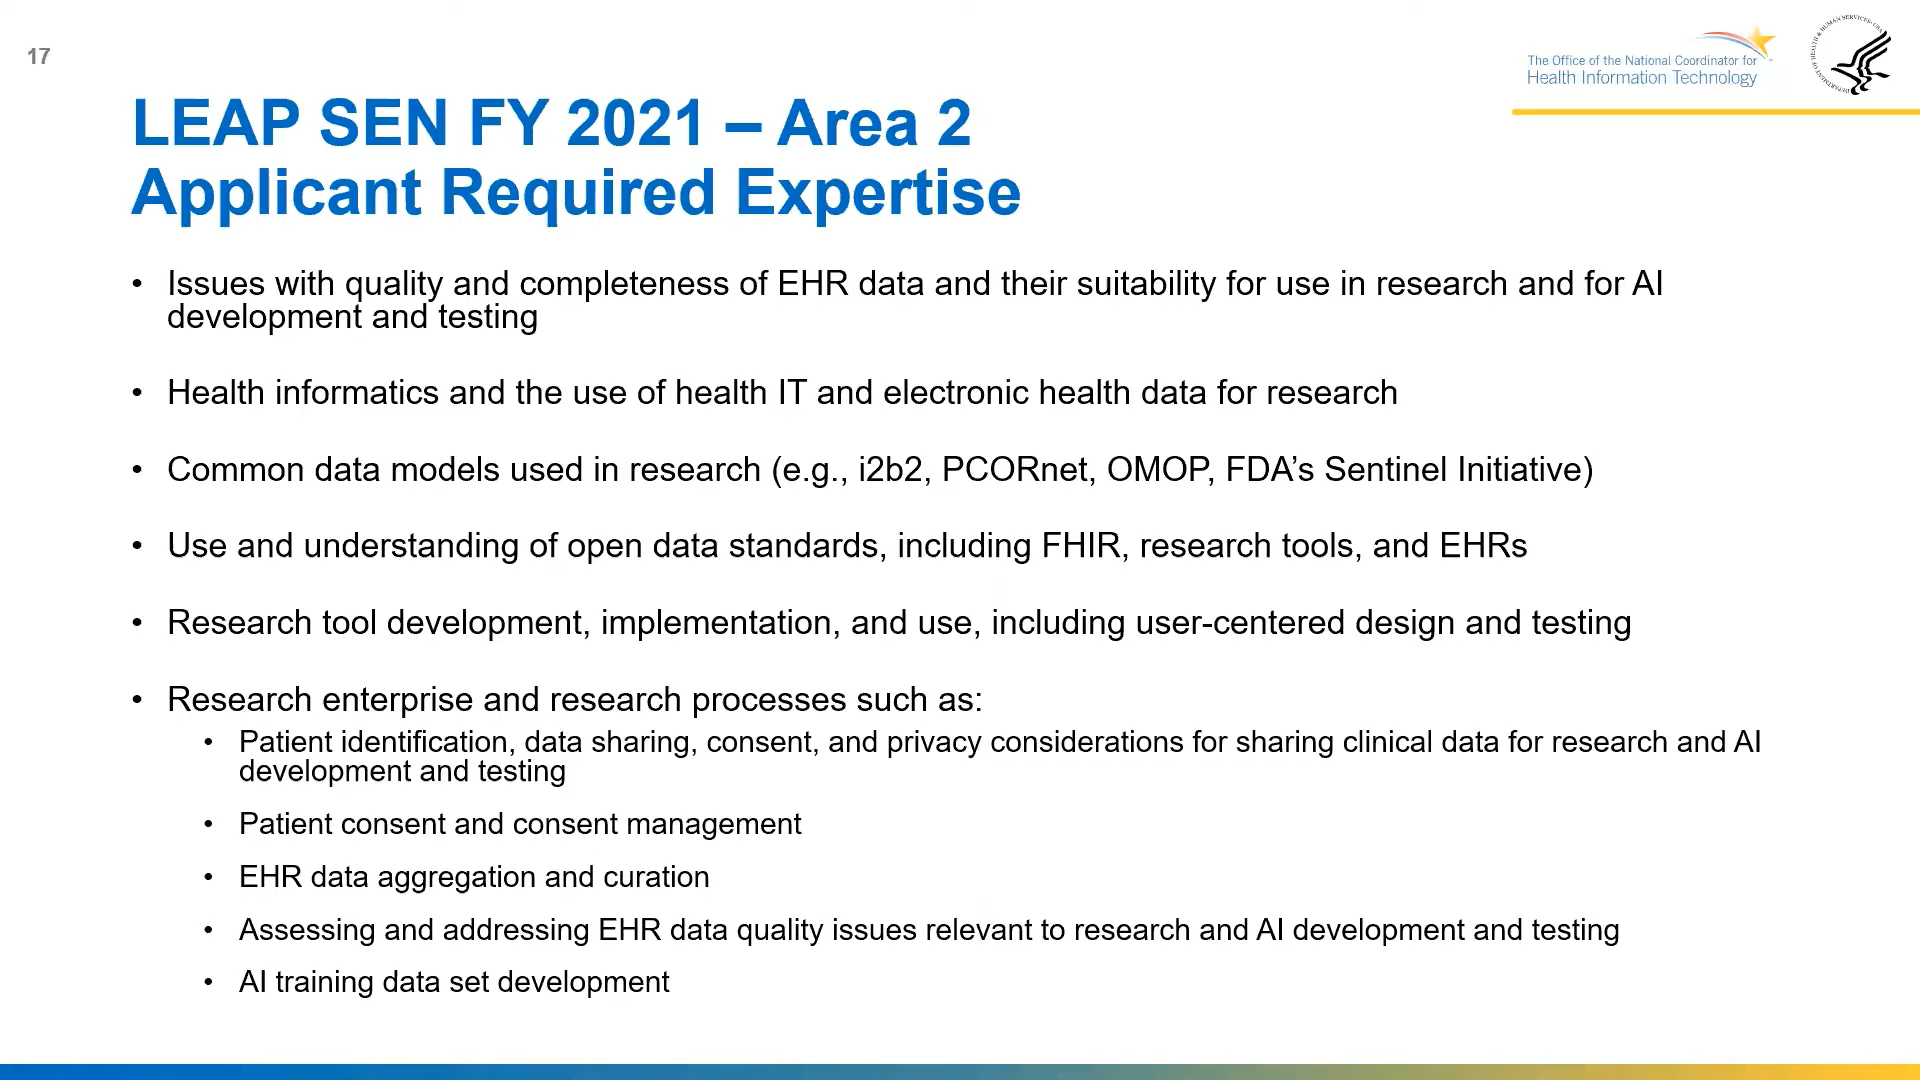 17
The Office of the National Coordinator for
Health Information Technology
DEPARTMENT OF HEALTH & HUMAN SERVICES · USA
LEAP SEN FY 2021 – Area 2
Applicant Required Expertise
• Issues with quality and completeness of EHR data and their suitability for use in research and for AI
development and testing
• Health informatics and the use of health IT and electronic health data for research
• Common data models used in research (e.g., i2b2, PCORnet, OMOP, FDA’s Sentinel Initiative)
• Use and understanding of open data standards, including FHIR, research tools, and EHRs
• Research tool development, implementation, and use, including user-centered design and testing
• Research enterprise and research processes such as:
• Patient identification, data sharing, consent, and privacy considerations for sharing clinical data for research and AI
development and testing
• Patient consent and consent management
• EHR data aggregation and curation
• Assessing and addressing EHR data quality issues relevant to research and AI development and testing
• AI training data set development